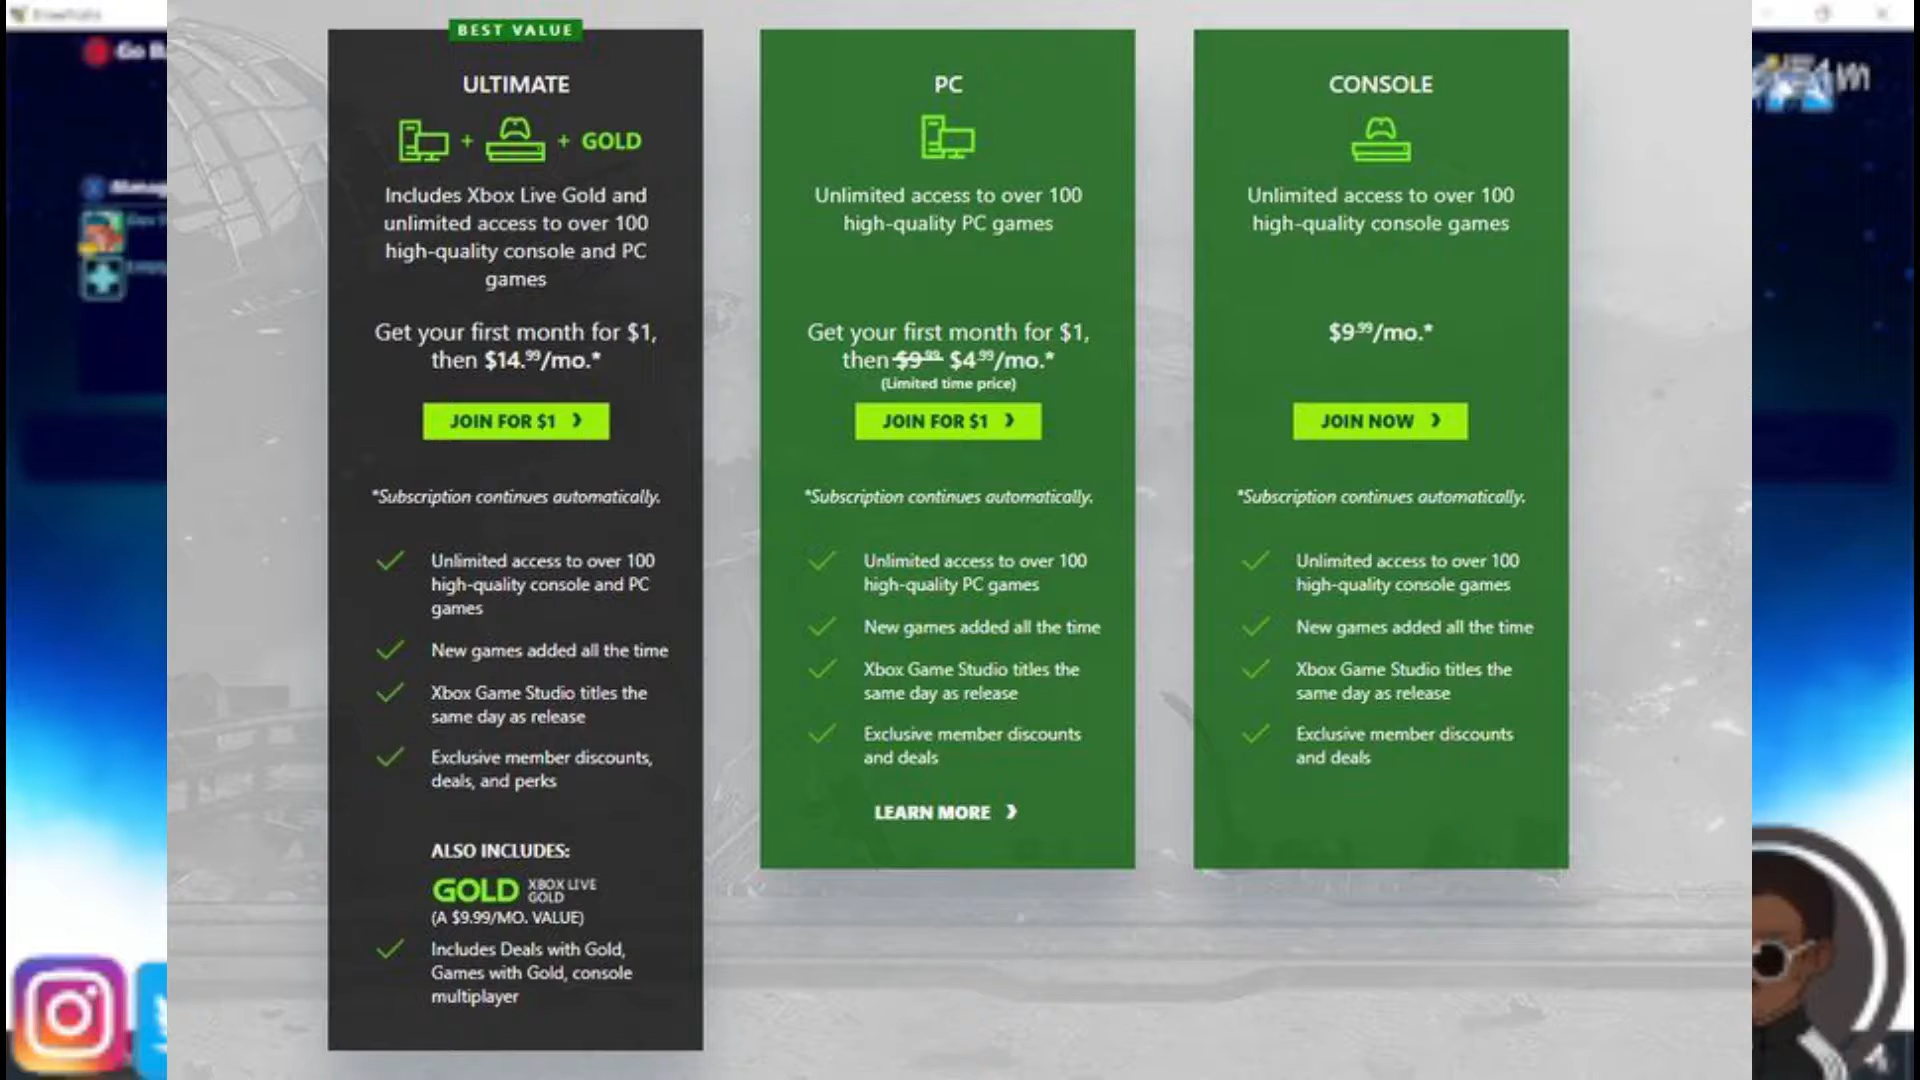 BEST VALUE
ULTIMATE
+ + GOLD
Includes Xbox Live Gold and
unlimited access to over 100
high-quality console and PC
games
Get your first month for $1,
then $14.99/mo.*
JOIN FOR $1
*Subscription continues automatically.
Unlimited access to over 100
high-quality console and PC
games
New games added all the time
Xbox Game Studio titles the
same day as release
Exclusive member discounts,
deals, and perks
ALSO INCLUDES:
GOLD XBOX LIVE
GOLD
(A $9.99/MO. VALUE)
Includes Deals with Gold,
Games with Gold, console
multiplayer
PC
Unlimited access to over 100
high-quality PC games
Get your first month for $1,
then $9.99 $4.99/mo.*
(Limited time price)
JOIN FOR $1
*Subscription continues automatically.
Unlimited access to over 100
high-quality PC games
New games added all the time
Xbox Game Studio titles the
same day as release
Exclusive member discounts
and deals
LEARN MORE
CONSOLE
Unlimited access to over 100
high-quality console games
$9.99/mo.*
JOIN NOW
*Subscription continues automatically.
Unlimited access to over 100
high-quality console games
New games added all the time
Xbox Game Studio titles the
same day as release
Exclusive member discounts
and deals
Go